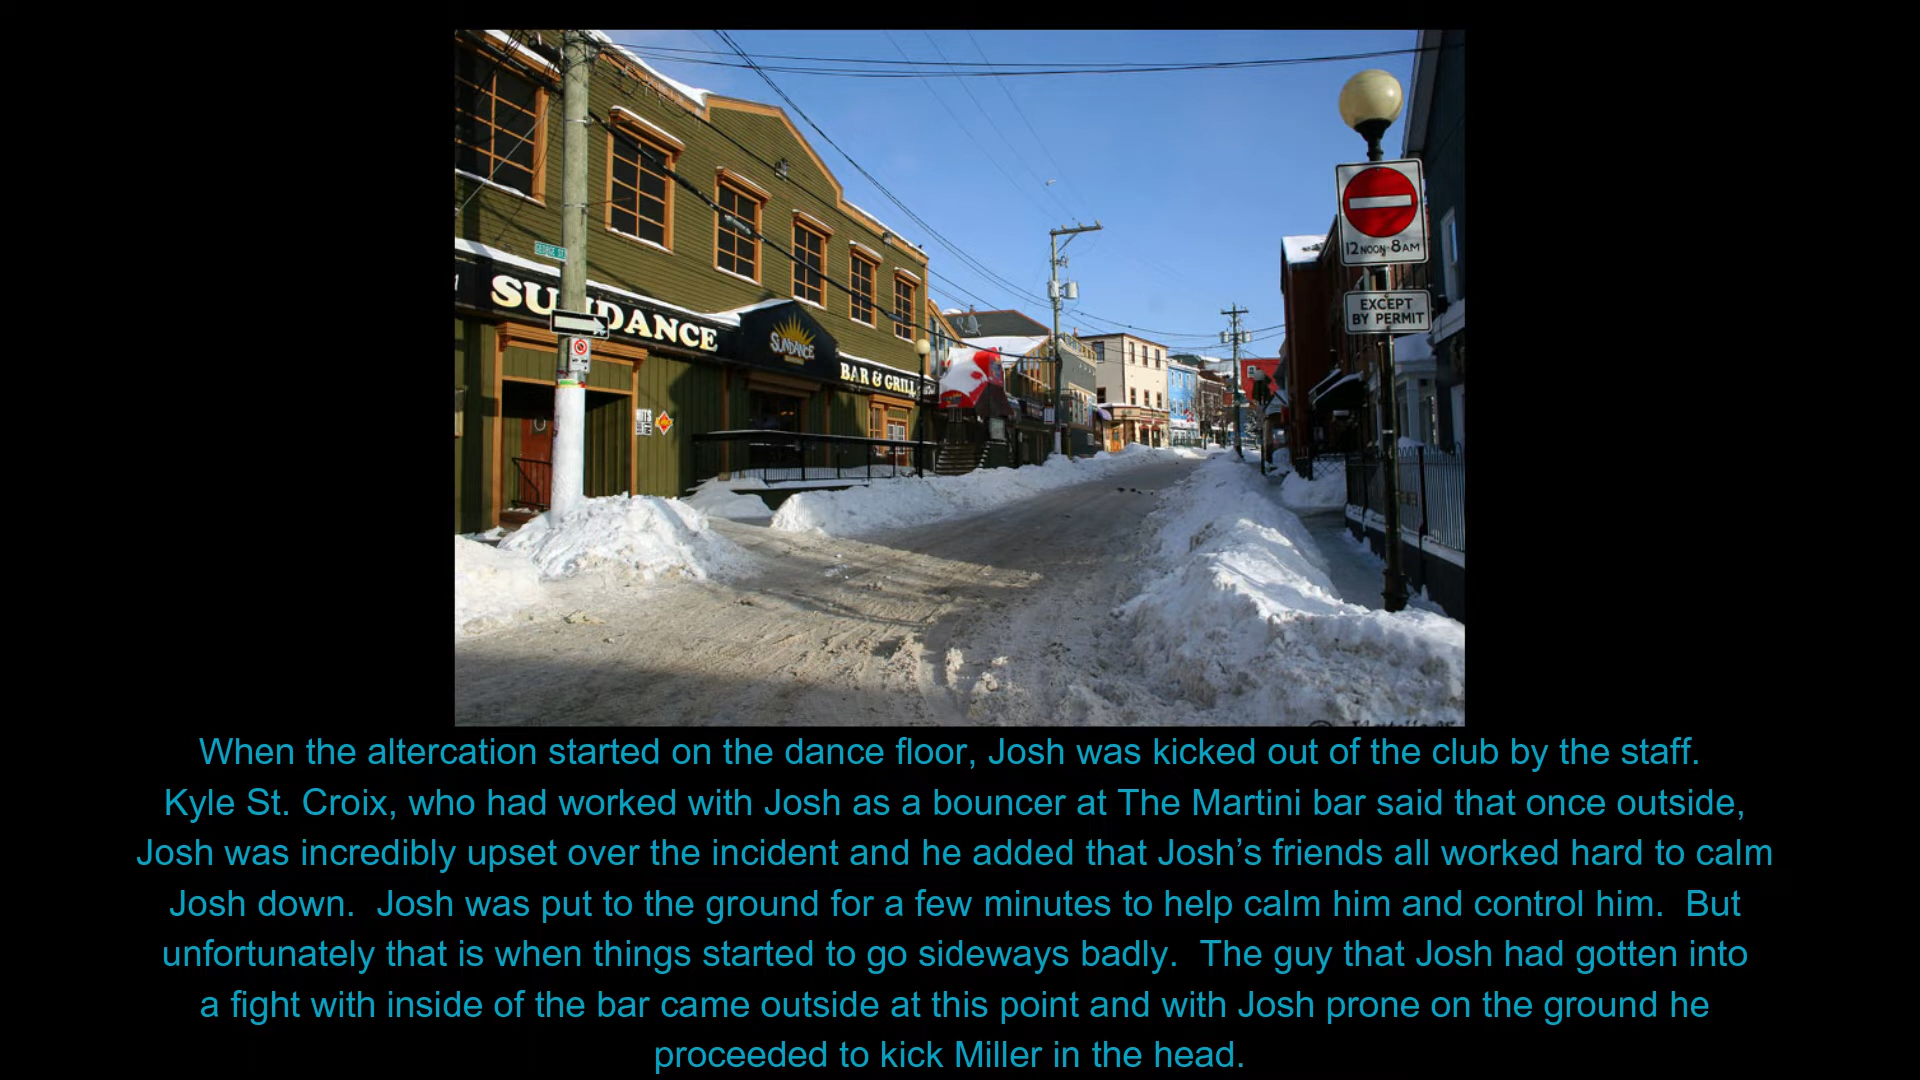 GEORGE ST
SUNDANCE
SUNDANCE
BAR & GRILL
12 NOON-8AM
EXCEPT
BY PERMIT
When the altercation started on the dance floor, Josh was kicked out of the club by the staff.
Kyle St. Croix, who had worked with Josh as a bouncer at The Martini bar said that once outside,
Josh was incredibly upset over the incident and he added that Josh’s friends all worked hard to calm
Josh down.  Josh was put to the ground for a few minutes to help calm him and control him.  But
unfortunately that is when things started to go sideways badly.  The guy that Josh had gotten into
a fight with inside of the bar came outside at this point and with Josh prone on the ground he
proceeded to kick Miller in the head.